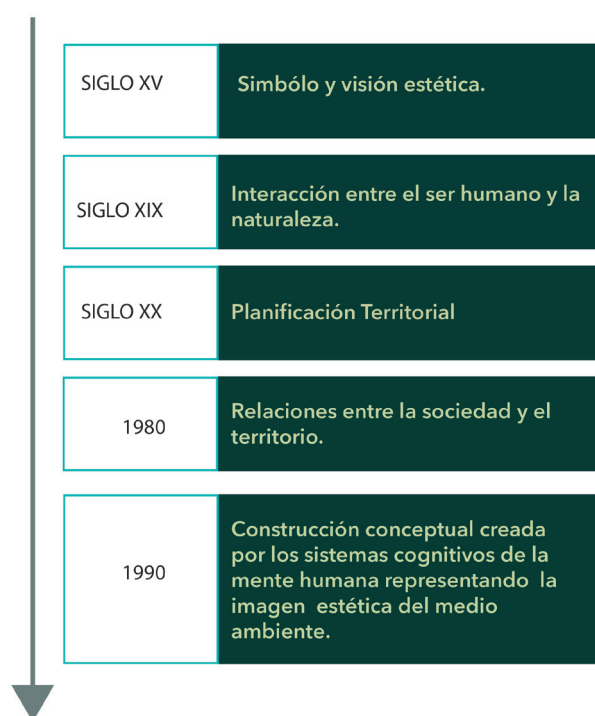 SIGLO XV
Simbólo y visión estética.
SIGLO XIX
Interacción entre el ser humano y la
naturaleza.
SIGLO XX
Planificación Territorial
1980
Relaciones entre la sociedad y el
territorio.
1990
Construcción conceptual creada
por los sistemas cognitivos de la
mente humana representando la
imagen estética del medio
ambiente.